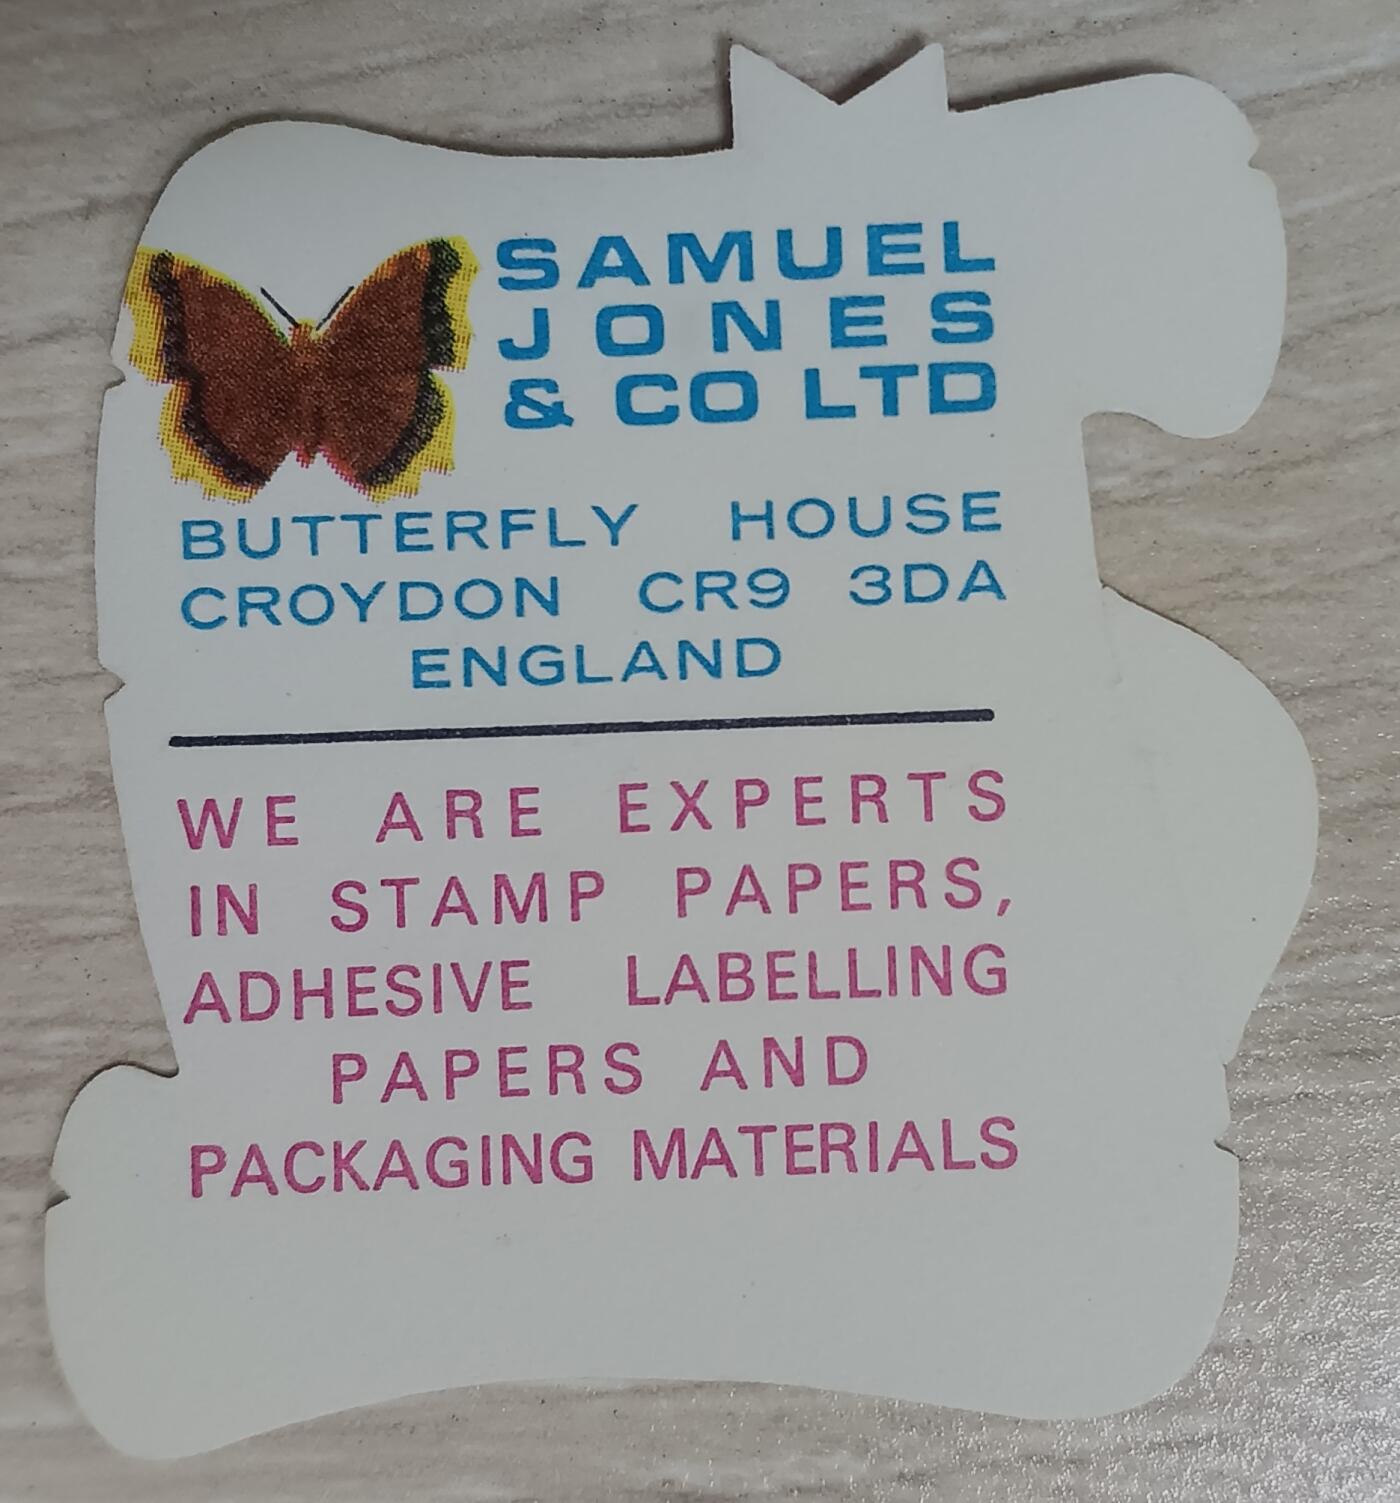 SAMUEL
JONES
& CO LTD
BUTTERFLY HOUSE
CROYDON CR9 3DA
ENGLAND
WE ARE EXPERTS
IN STAMP PAPERS,
ADHESIVE LABELLING
PAPERS AND
PACKAGING MATERIALS